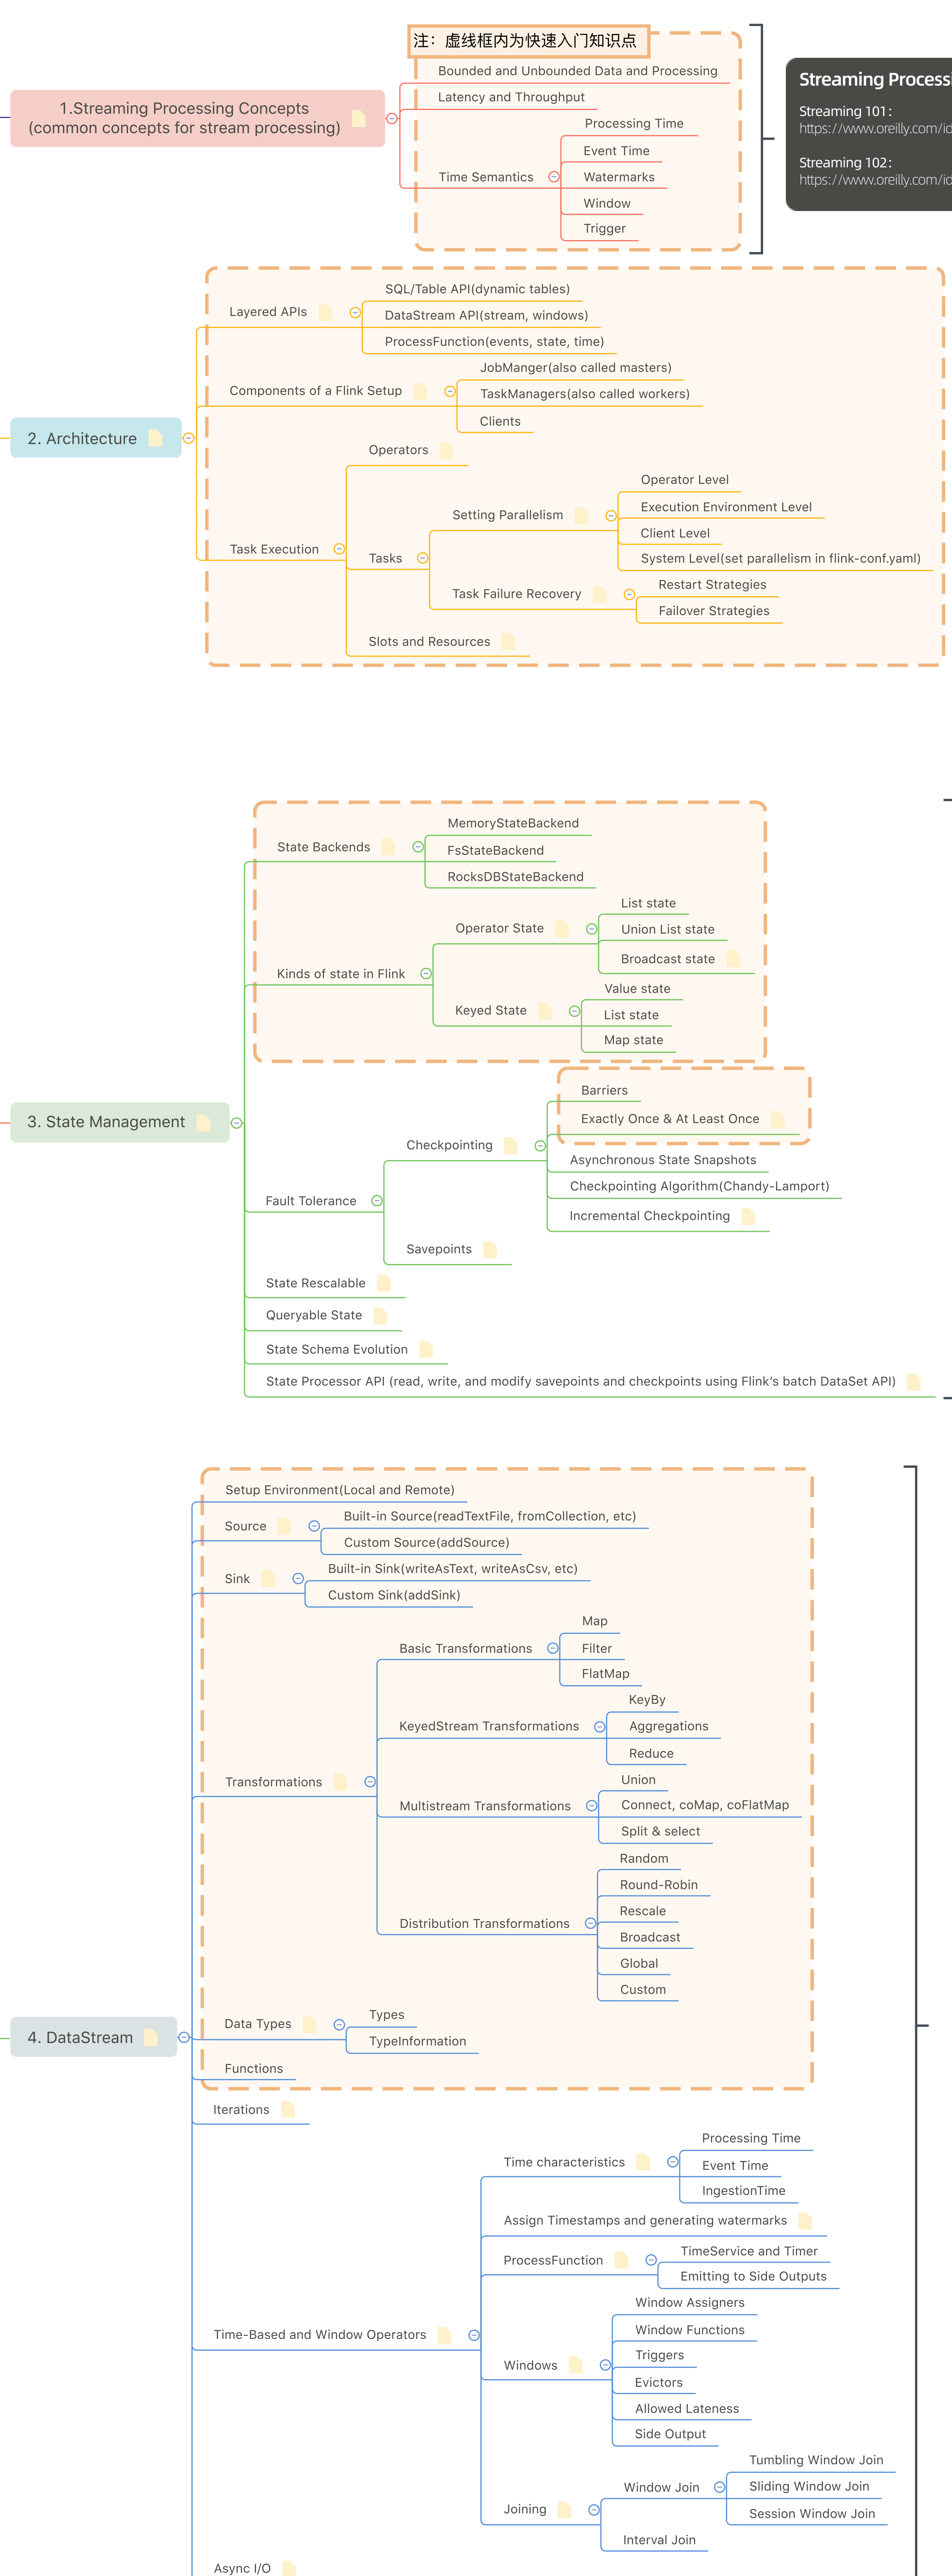 注：虚线框内为快速入门知识点
1.Streaming Processing Concepts
(common concepts for stream processing)
Bounded and Unbounded Data and Processing
Latency and Throughput
Time Semantics
Processing Time
Event Time
Watermarks
Window
Trigger
Streaming Processi
Streaming 101：
https://www.oreilly.com/id
Streaming 102：
https://www.oreilly.com/id
2. Architecture
Layered APIs
SQL/Table API(dynamic tables)
DataStream API(stream, windows)
ProcessFunction(events, state, time)
Components of a Flink Setup
JobManger(also called masters)
TaskManagers(also called workers)
Clients
Task Execution
Operators
Tasks
Setting Parallelism
Operator Level
Execution Environment Level
Client Level
System Level(set parallelism in flink-conf.yaml)
Task Failure Recovery
Restart Strategies
Failover Strategies
Slots and Resources
3. State Management
State Backends
MemoryStateBackend
FsStateBackend
RocksDBStateBackend
Kinds of state in Flink
Operator State
List state
Union List state
Broadcast state
Keyed State
Value state
List state
Map state
Fault Tolerance
Checkpointing
Barriers
Exactly Once & At Least Once
Asynchronous State Snapshots
Checkpointing Algorithm(Chandy-Lamport)
Incremental Checkpointing
Savepoints
State Rescalable
Queryable State
State Schema Evolution
State Processor API (read, write, and modify savepoints and checkpoints using Flink's batch DataSet API)
4. DataStream
Setup Environment(Local and Remote)
Source
Built-in Source(readTextFile, fromCollection, etc)
Custom Source(addSource)
Sink
Built-in Sink(writeAsText, writeAsCsv, etc)
Custom Sink(addSink)
Transformations
Basic Transformations
Map
Filter
FlatMap
KeyedStream Transformations
KeyBy
Aggregations
Reduce
Multistream Transformations
Union
Connect, coMap, coFlatMap
Split & select
Distribution Transformations
Random
Round-Robin
Rescale
Broadcast
Global
Custom
Data Types
Types
TypeInformation
Functions
Iterations
Time-Based and Window Operators
Time characteristics
Processing Time
Event Time
IngestionTime
Assign Timestamps and generating watermarks
ProcessFunction
TimeService and Timer
Emitting to Side Outputs
Windows
Window Assigners
Window Functions
Triggers
Evictors
Allowed Lateness
Side Output
Joining
Window Join
Tumbling Window Join
Sliding Window Join
Session Window Join
Interval Join
Async I/O